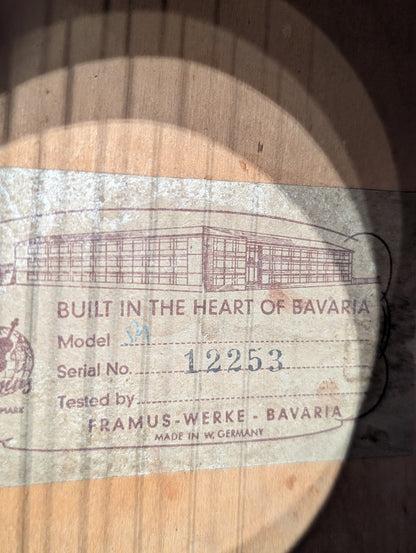 BUILT IN THE HEART OF BAVARIA
Model
Serial No. 12253
Tested by
FRAMUS-WERKE - BAVARIA
MADE IN W. GERMANY